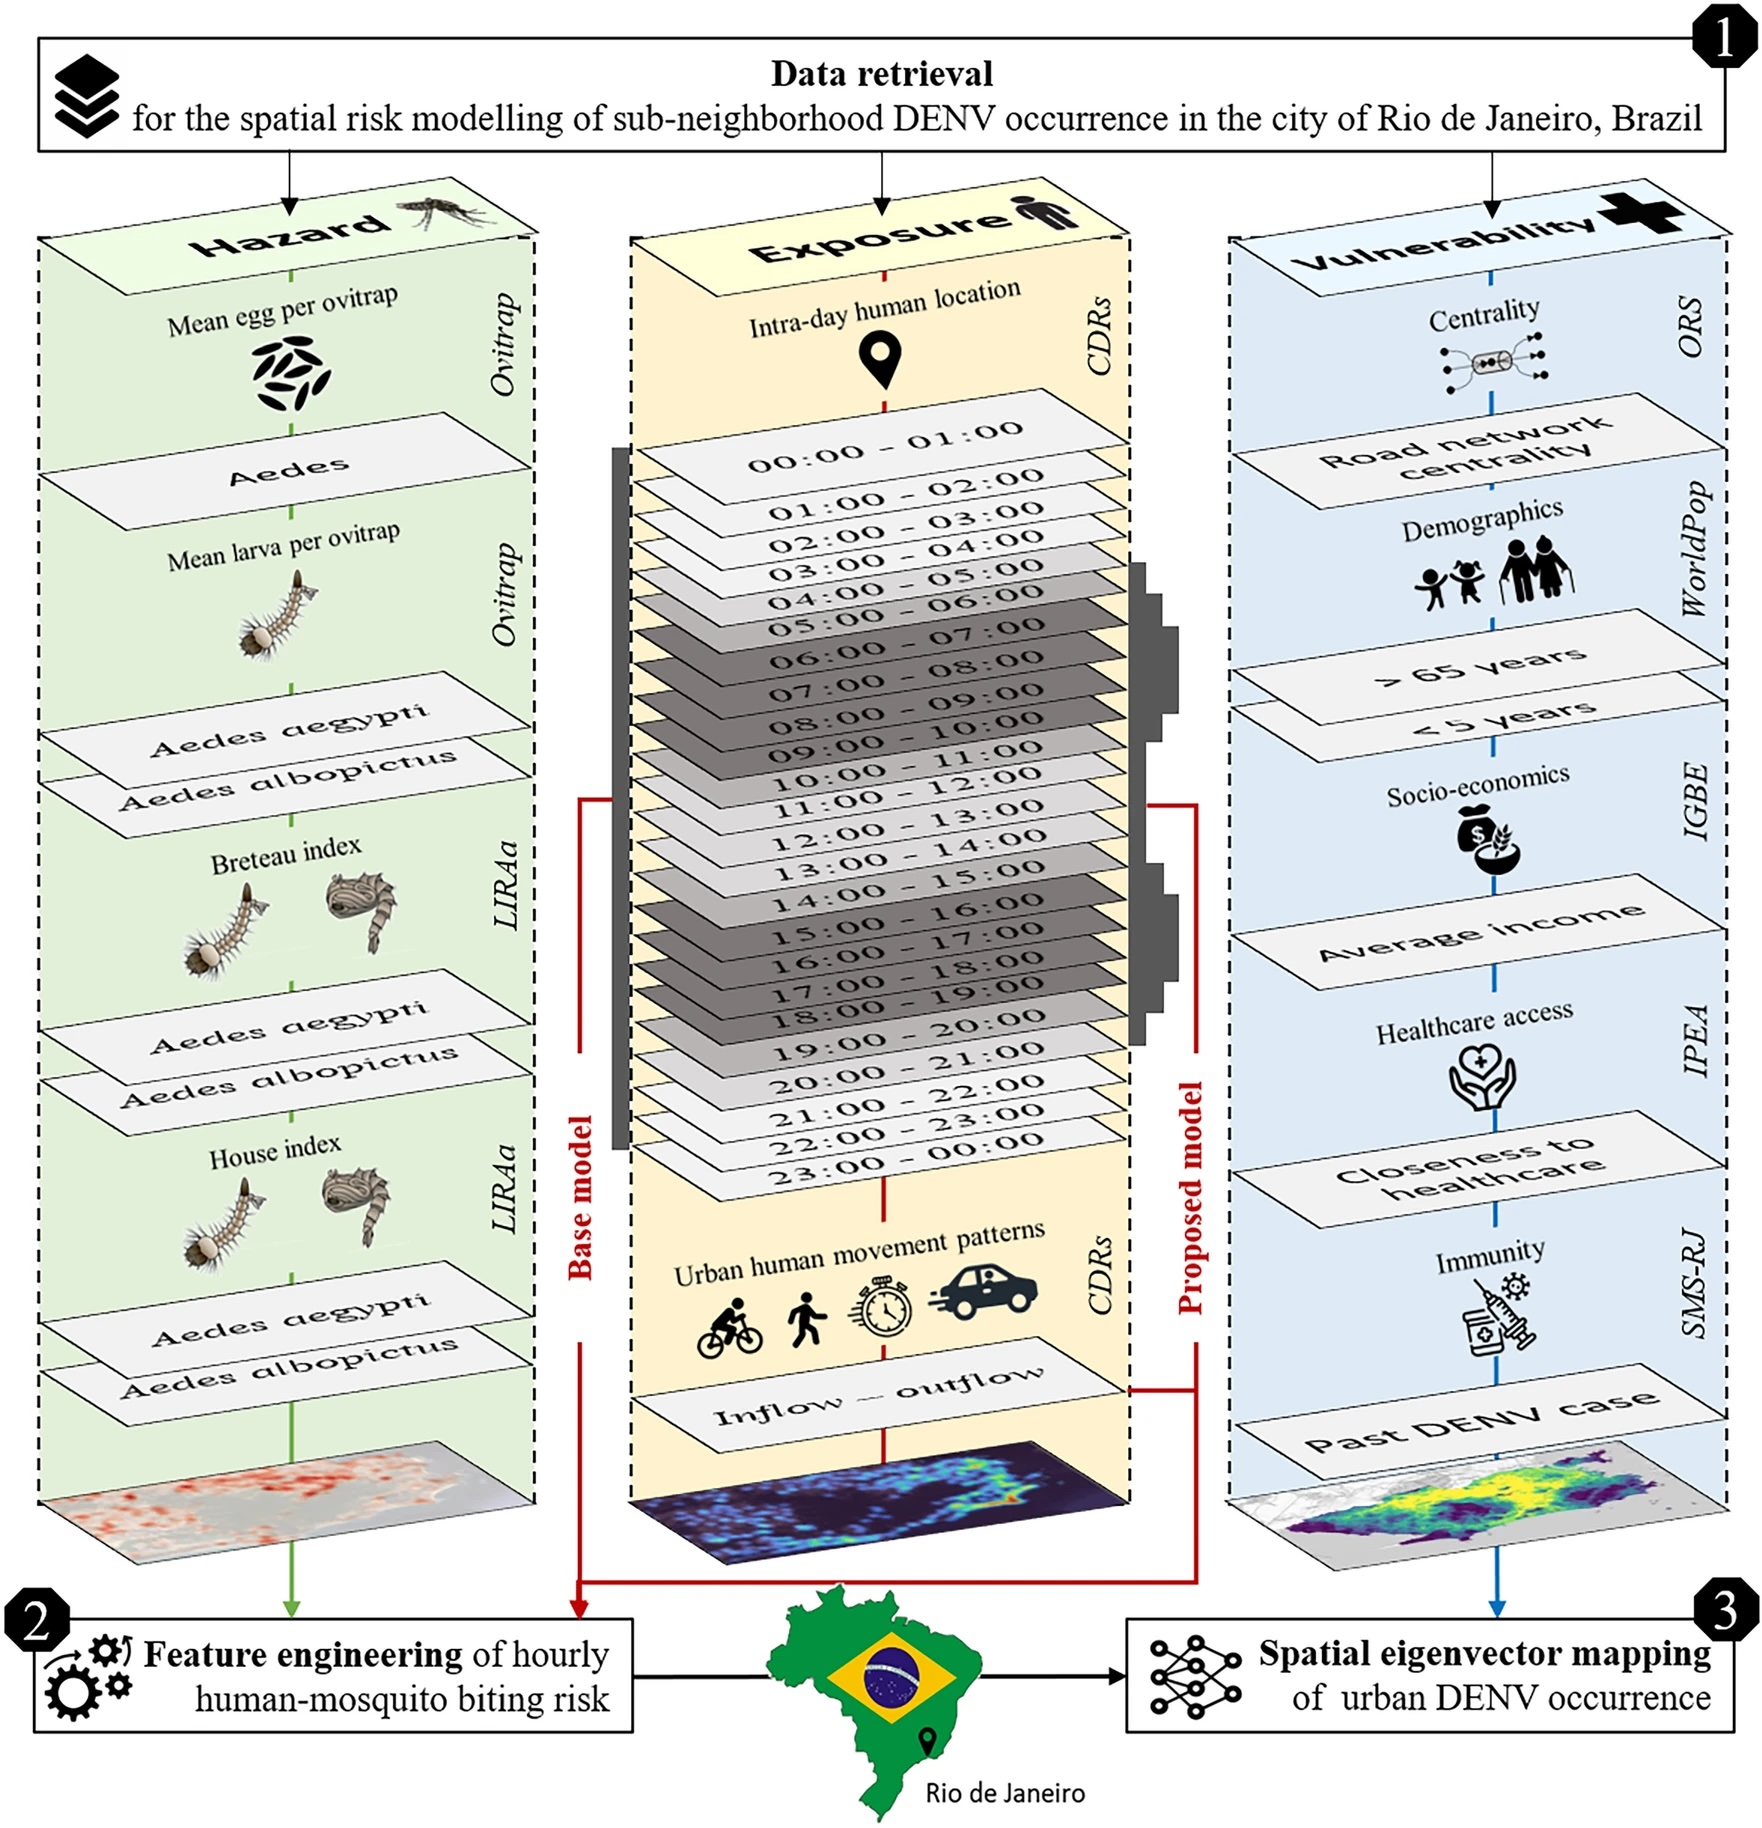 1
Data retrieval
for the spatial risk modelling of sub-neighborhood DENV occurrence in the city of Rio de Janeiro, Brazil
Hazard
Mean egg per ovitrap
Ovitrap
Aedes
Mean larva per ovitrap
Ovitrap
Aedes aegypti
Aedes albopictus
Breteau index
LIRAa
Aedes aegypti
Aedes albopictus
House index
LIRAa
Aedes aegypti
Aedes albopictus
Exposure
Intra-day human location
CDRs
00:00 - 01:00
01:00 - 02:00
02:00 - 03:00
03:00 - 04:00
04:00 - 05:00
05:00 - 06:00
06:00 - 07:00
07:00 - 08:00
08:00 - 09:00
09:00 - 10:00
10:00 - 11:00
11:00 - 12:00
12:00 - 13:00
13:00 - 14:00
14:00 - 15:00
15:00 - 16:00
16:00 - 17:00
17:00 - 18:00
18:00 - 19:00
19:00 - 20:00
20:00 - 21:00
21:00 - 22:00
22:00 - 23:00
23:00 - 00:00
Base model
Proposed model
Urban human movement patterns
CDRs
Inflow – outflow
Vulnerability
Centrality
ORS
Road network
centrality
Demographics
WorldPop
> 65 years
< 5 years
Socio-economics
IGBE
$
Average income
Healthcare access
IPEA
Closeness to
healthcare
Immunity
SMS-RJ
Past DENV case
2
Feature engineering of hourly
human-mosquito biting risk
Rio de Janeiro
3
Spatial eigenvector mapping
of urban DENV occurrence